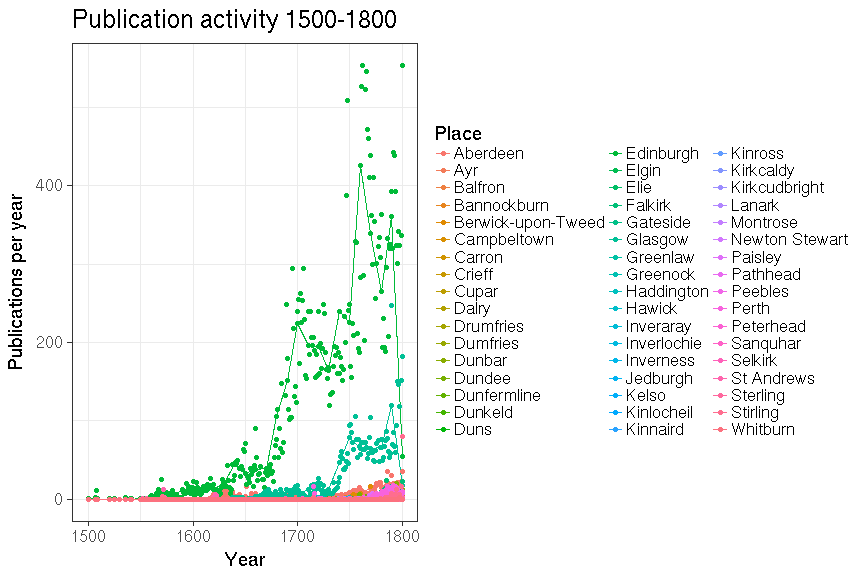 Publication activity 1500-1800
Publications per year
400
200
0
1500 1600 1700 1800
Year
Place
Aberdeen
Ayr
Balfron
Bannockburn
Berwick-upon-Tweed
Campbeltown
Carron
Crieff
Cupar
Dalry
Drumfries
Dumfries
Dunbar
Dundee
Dunfermline
Dunkeld
Duns
Edinburgh
Elgin
Elie
Falkirk
Gateside
Glasgow
Greenlaw
Greenock
Haddington
Hawick
Inveraray
Inverlochie
Inverness
Jedburgh
Kelso
Kinlocheil
Kinnaird
Kinross
Kirkcaldy
Kirkcudbright
Lanark
Montrose
Newton Stewart
Paisley
Pathhead
Peebles
Perth
Peterhead
Sanquhar
Selkirk
St Andrews
Sterling
Stirling
Whitburn